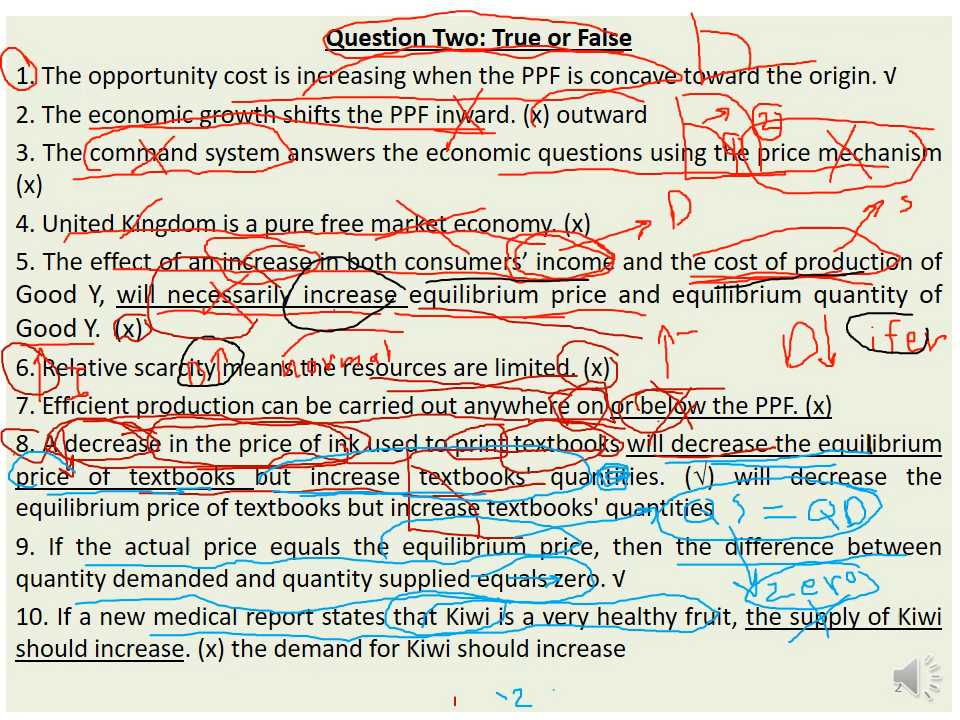 Question Two: True or False
1. The opportunity cost is increasing when the PPF is concave toward the origin. √
2. The economic growth shifts the PPF inward. (x) outward
3. The command system answers the economic questions using the price mechanism
(x)
4. United Kingdom is a pure free market economy. (x)
D
s
5. The effect of an increase in both consumers’ income and the cost of production of
Good Y, will necessarily increase equilibrium price and equilibrium quantity of
Good Y. (x)
normal
D
6. Relative scarcity means the resources are limited. (x)
I
7. Efficient production can be carried out anywhere on or below the PPF. (x)
8. A decrease in the price of ink used to print textbooks will decrease the equilibrium
price of textbooks but increase textbooks' quantities. (√) will decrease the
equilibrium price of textbooks but increase textbooks' quantities
QS = QD
9. If the actual price equals the equilibrium price, then the difference between
quantity demanded and quantity supplied equals zero. √
zero
10. If a new medical report states that Kiwi is a very healthy fruit, the supply of Kiwi
should increase. (x) the demand for Kiwi should increase
2
2